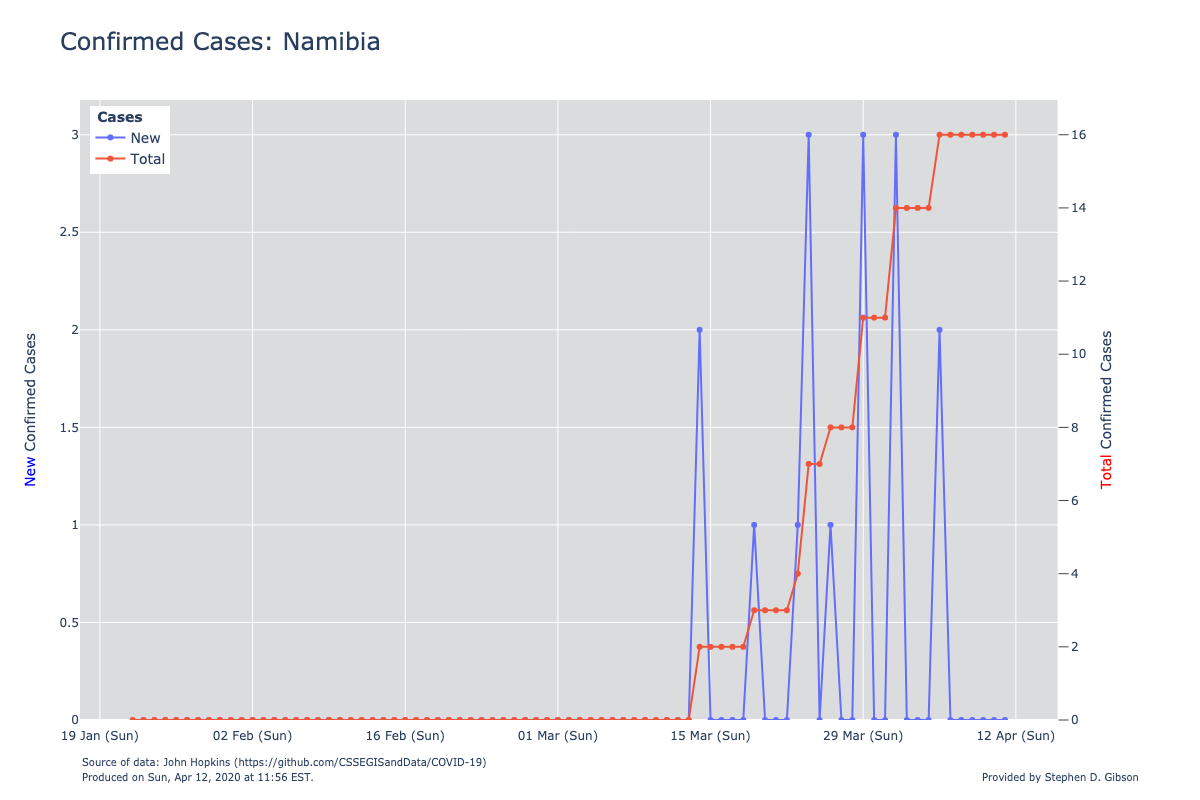 Confirmed Cases: Namibia
Cases
New
Total
3
2.5
2
1.5
1
0.5
0
16
14
12
10
8
6
4
2
0
New Confirmed Cases
Total Confirmed Cases
19 Jan (Sun) 02 Feb (Sun) 16 Feb (Sun) 01 Mar (Sun) 15 Mar (Sun) 29 Mar (Sun) 12 Apr (Sun)
Source of data: John Hopkins (https://github.com/CSSEGISandData/COVID-19)
Produced on Sun, Apr 12, 2020 at 11:56 EST.
Provided by Stephen D. Gibson